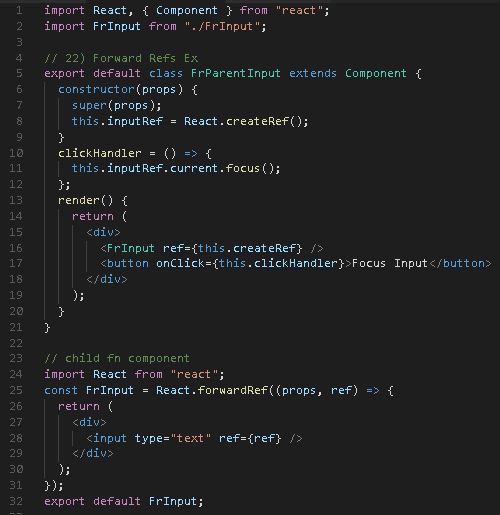 1 import React, { Component } from "react";
2 import FrInput from "./FrInput";
3
4 // 22) Forward Refs Ex
5 export default class FrParentInput extends Component {
6 constructor(props) {
7 super(props);
8 this.inputRef = React.createRef();
9 }
10 clickHandler = () => {
11 this.inputRef.current.focus();
12 };
13 render() {
14 return (
15 <div>
16 <FrInput ref={this.createRef} />
17 <button onClick={this.clickHandler}>Focus Input</button>
18 </div>
19 );
20 }
21 }
22
23 // child fn component
24 import React from "react";
25 const FrInput = React.forwardRef((props, ref) => {
26 return (
27 <div>
28 <input type="text" ref={ref} />
29 </div>
30 );
31 });
32 export default FrInput;